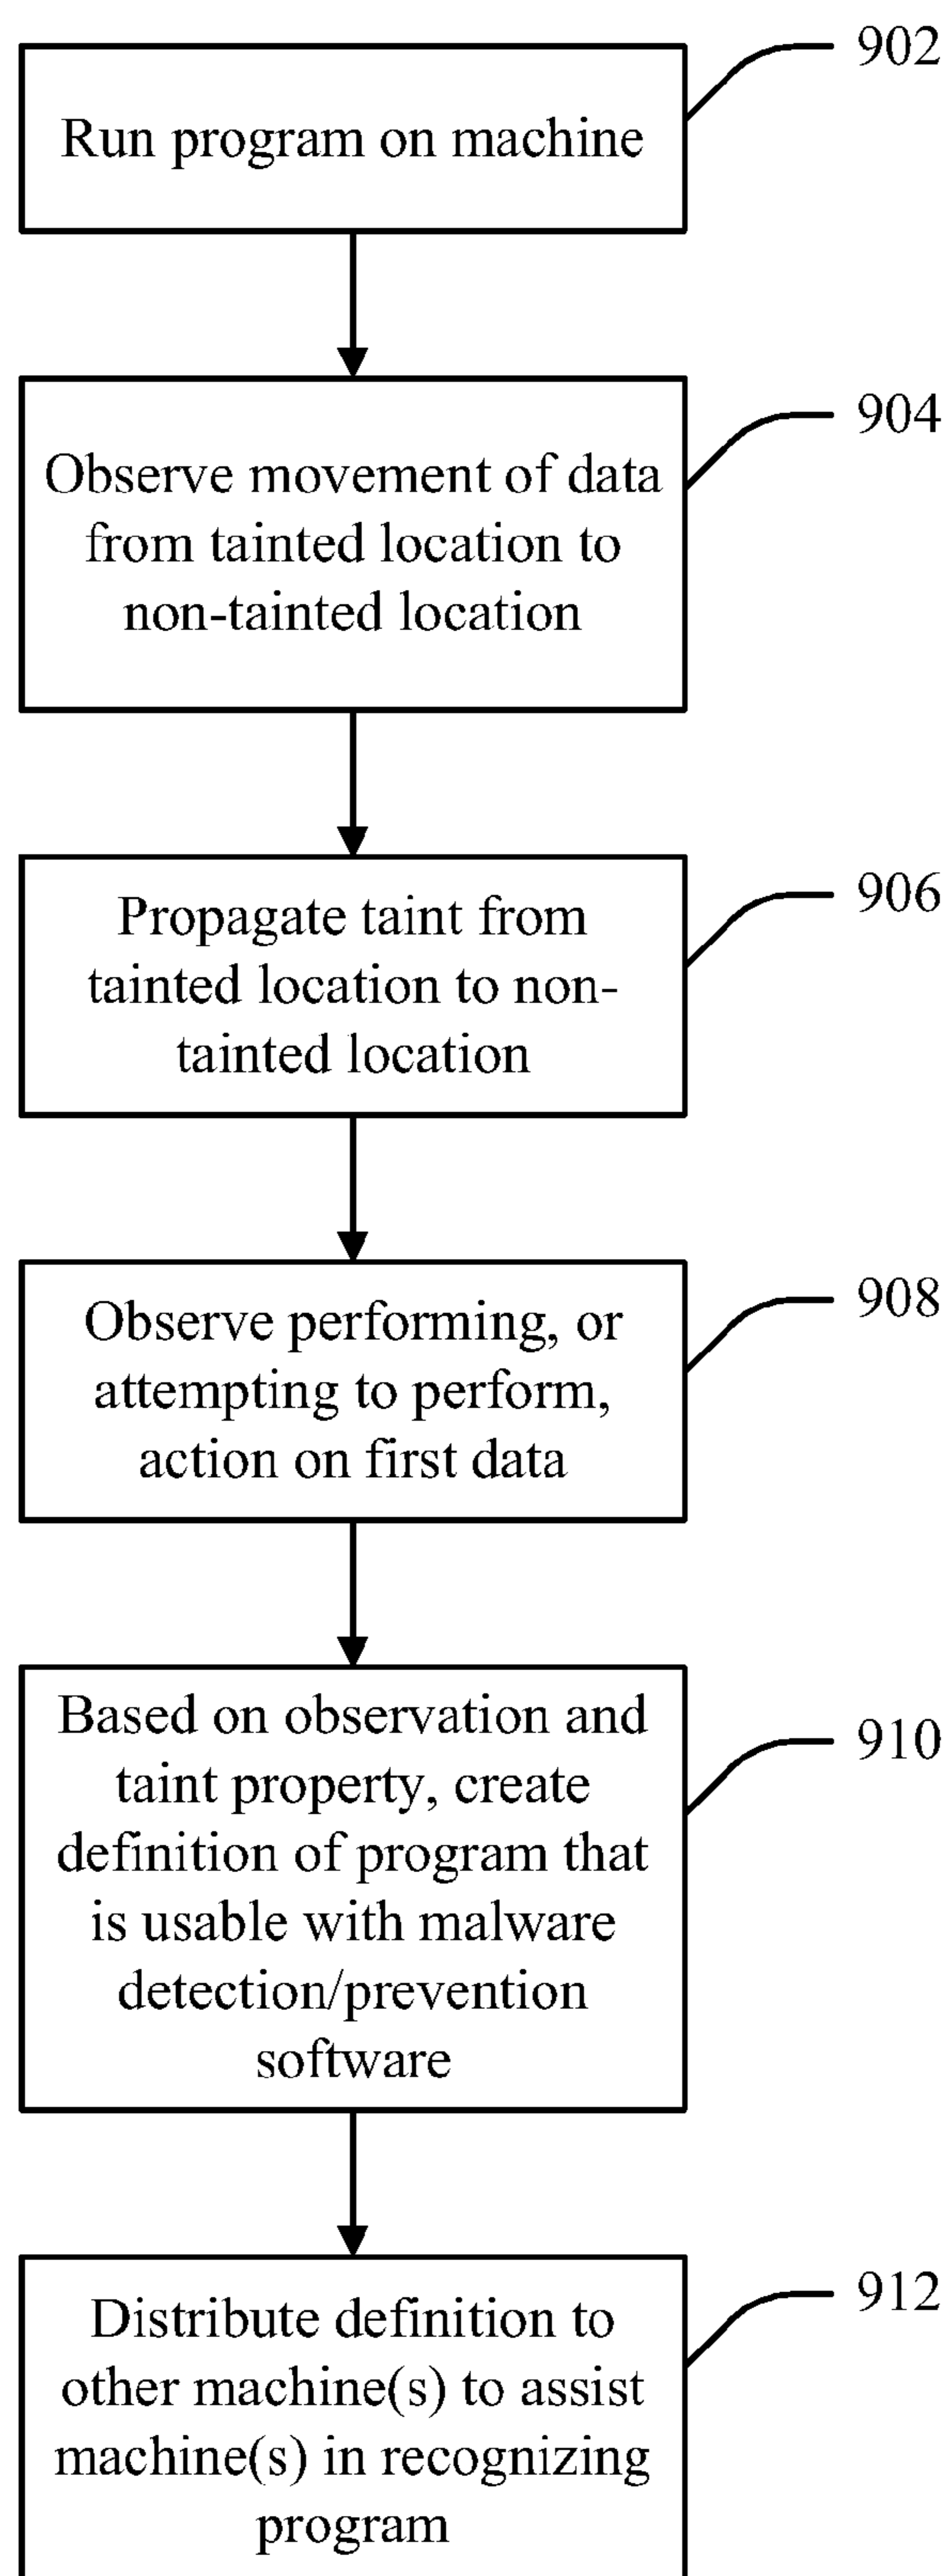 902
Run program on machine
904
Observe movement of data
from tainted location to
non-tainted location
906
Propagate taint from
tainted location to non-
tainted location
908
Observe performing, or
attempting to perform,
action on first data
910
Based on observation and
taint property, create
definition of program that
is usable with malware
detection/prevention
software
912
Distribute definition to
other machine(s) to assist
machine(s) in recognizing
program